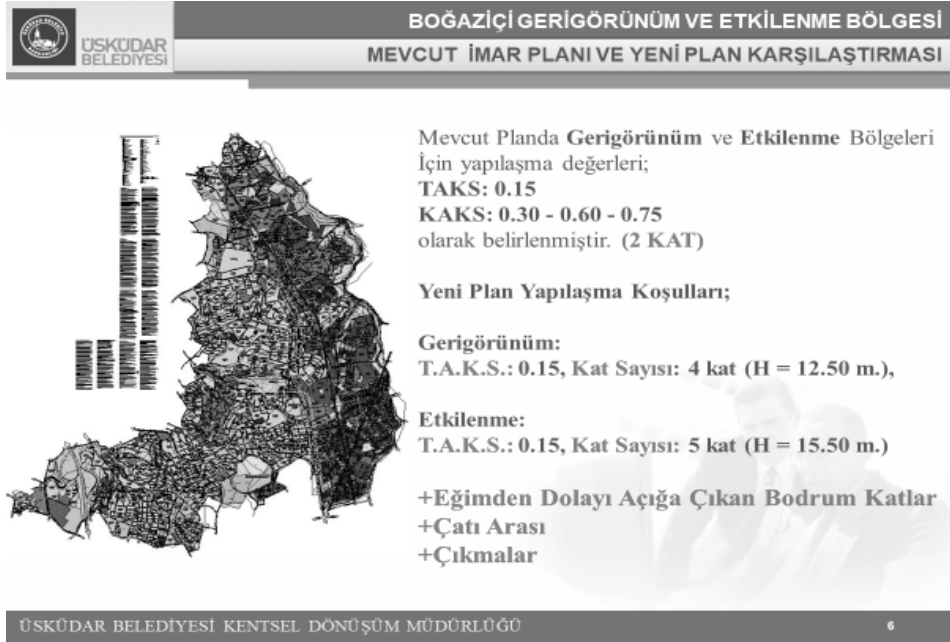 ÜSKÜDAR
BELEDİYESİ
BOĞAZİÇİ GERİGÖRÜNÜM VE ETKİLENME BÖLGESİ
MEVCUT İMAR PLANI VE YENİ PLAN KARŞILAŞTIRMASI
Mevcut Planda Gerigörünüm ve Etkilenme Bölgeleri
İçin yapılaşma değerleri;
TAKS: 0.15
KAKS: 0.30 - 0.60 - 0.75
olarak belirlenmiştir. (2 KAT)
Yeni Plan Yapılaşma Koşulları;
Gerigörünüm:
T.A.K.S.: 0.15, Kat Sayısı: 4 kat (H = 12.50 m.),
Etkilenme:
T.A.K.S.: 0.15, Kat Sayısı: 5 kat (H = 15.50 m.)
+Eğimden Dolayı Açığa Çıkan Bodrum Katlar
+Çatı Arası
+Çıkmalar
ÜSKÜDAR BELEDİYESİ KENTSEL DÖNÜŞÜM MÜDÜRLÜĞÜ
6